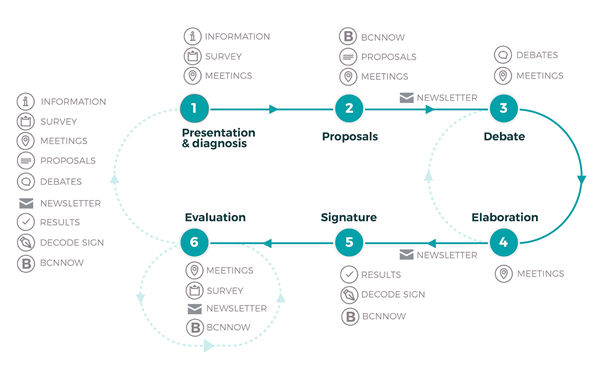 INFORMATION
SURVEY
MEETINGS
B BCNNOW
PROPOSALS
MEETINGS
DEBATES
MEETINGS
NEWSLETTER
1
2
3
Presentation
& diagnosis
Proposals
Debate
INFORMATION
SURVEY
MEETINGS
PROPOSALS
DEBATES
NEWSLETTER
RESULTS
DECODE SIGN
B BCNNOW
Evaluation
Signature
Elaboration
6
5
4
NEWSLETTER
MEETINGS
SURVEY
NEWSLETTER
B BCNNOW
RESULTS
DECODE SIGN
B BCNNOW
MEETINGS